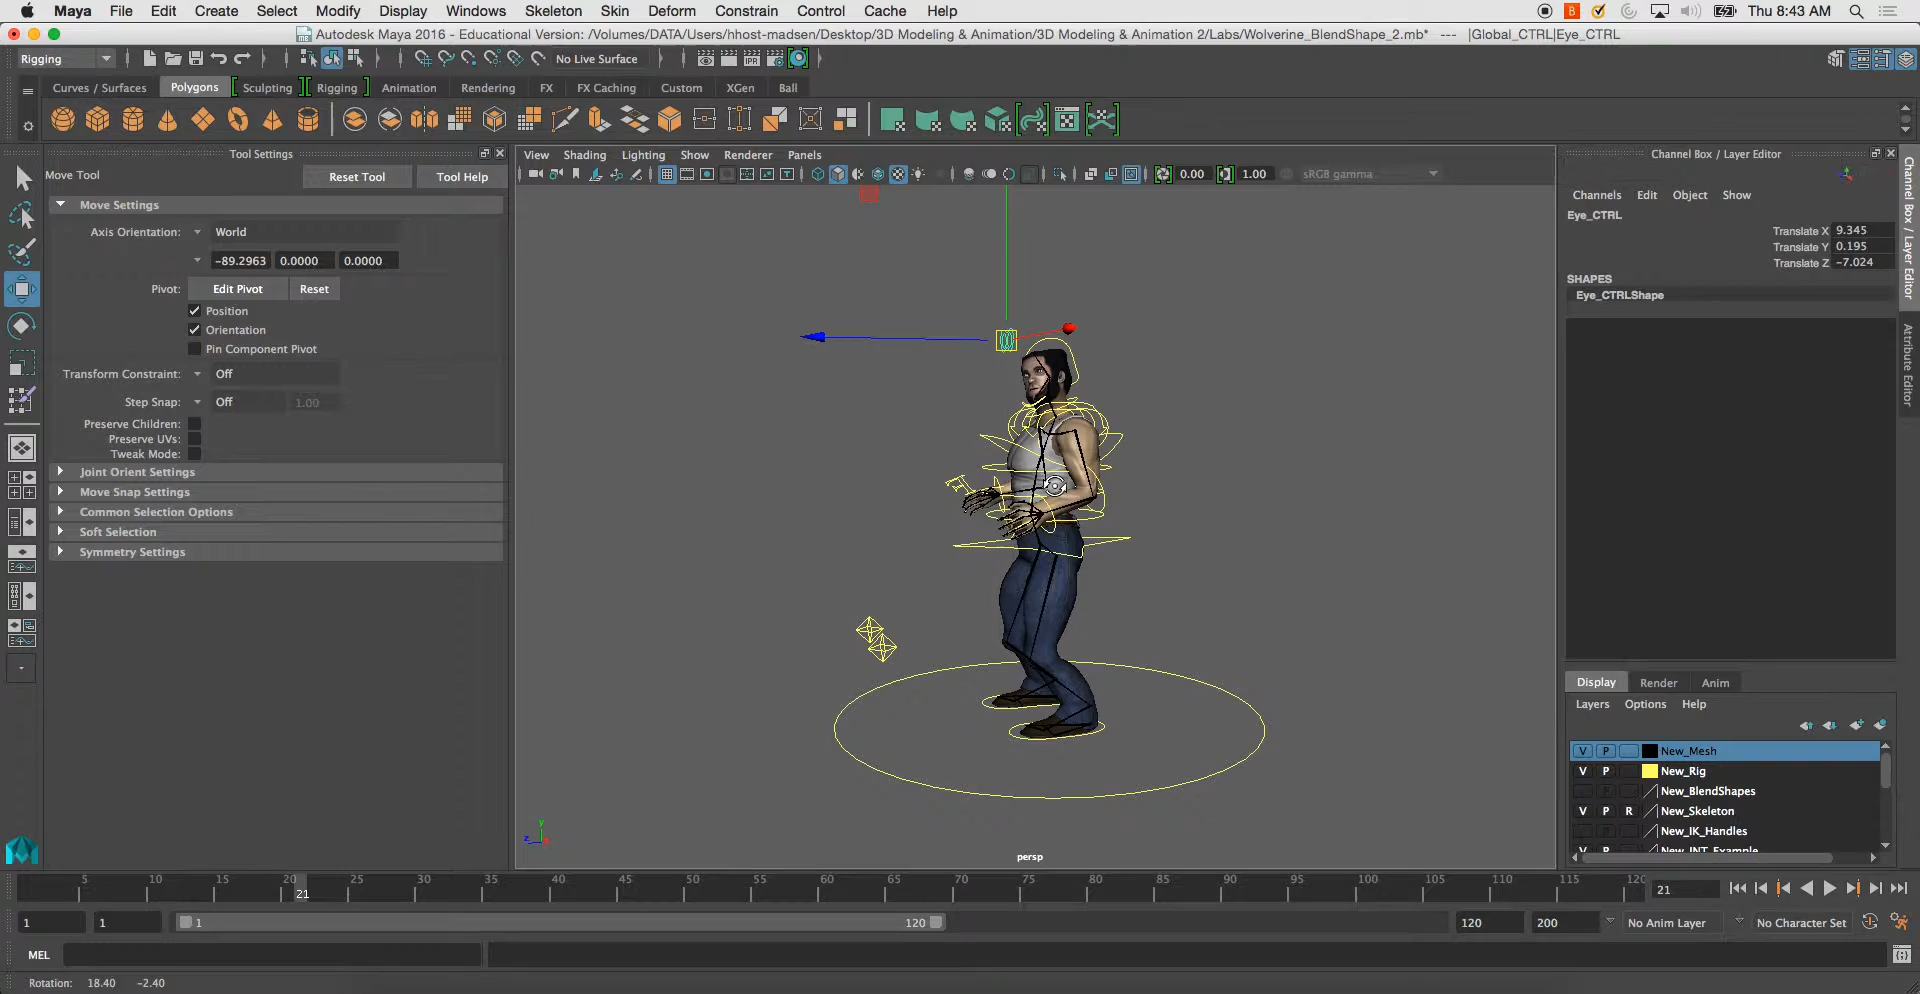 Maya File Edit Create Select Modify Display Windows Skeleton Skin Deform Constrain Control Cache Help Thu 8:43 AM
Autodesk Maya 2016 - Educational Version: /Volumes/DATA/Users/hhost-madsen/Desktop/3D Modeling & Animation/3D Modeling & Animation 2/Labs/Wolverine_BlendShape_2.mb* --- |Global_CTRL|Eye_CTRL
Rigging No Live Surface
Curves / Surfaces Polygons Sculpting Rigging Animation Rendering FX FX Caching Custom XGen Ball
Tool Settings
Move Tool Reset Tool Tool Help
Move Settings
Axis Orientation: World
-89.2963 0.0000 0.0000
Pivot: Edit Pivot Reset
Position
Orientation
Pin Component Pivot
Transform Constraint: Off
Step Snap: Off 1.00
Preserve Children:
Preserve UVs:
Tweak Mode:
Joint Orient Settings
Move Snap Settings
Common Selection Options
Soft Selection
Symmetry Settings
View Shading Lighting Show Renderer Panels
0.00 1.00 sRGB gamma
persp
Channel Box / Layer Editor
Channels Edit Object Show
Eye_CTRL
Translate X 9.345
Translate Y 0.195
Translate Z -7.024
SHAPES
Eye_CTRLShape
Channel Box / Layer Editor
Attribute Editor
Display Render Anim
Layers Options Help
V P New_Mesh
V P New_Rig
New_BlendShapes
V P R New_Skeleton
New_IK_Handles
5 10 15 20 25 30 35 40 45 50 55 60 65 70 75 80 85 90 95 100 105 110 115 120
21
21
1 1 1 120 120 200 No Anim Layer No Character Set
MEL
Rotation: 18.40 -2.40